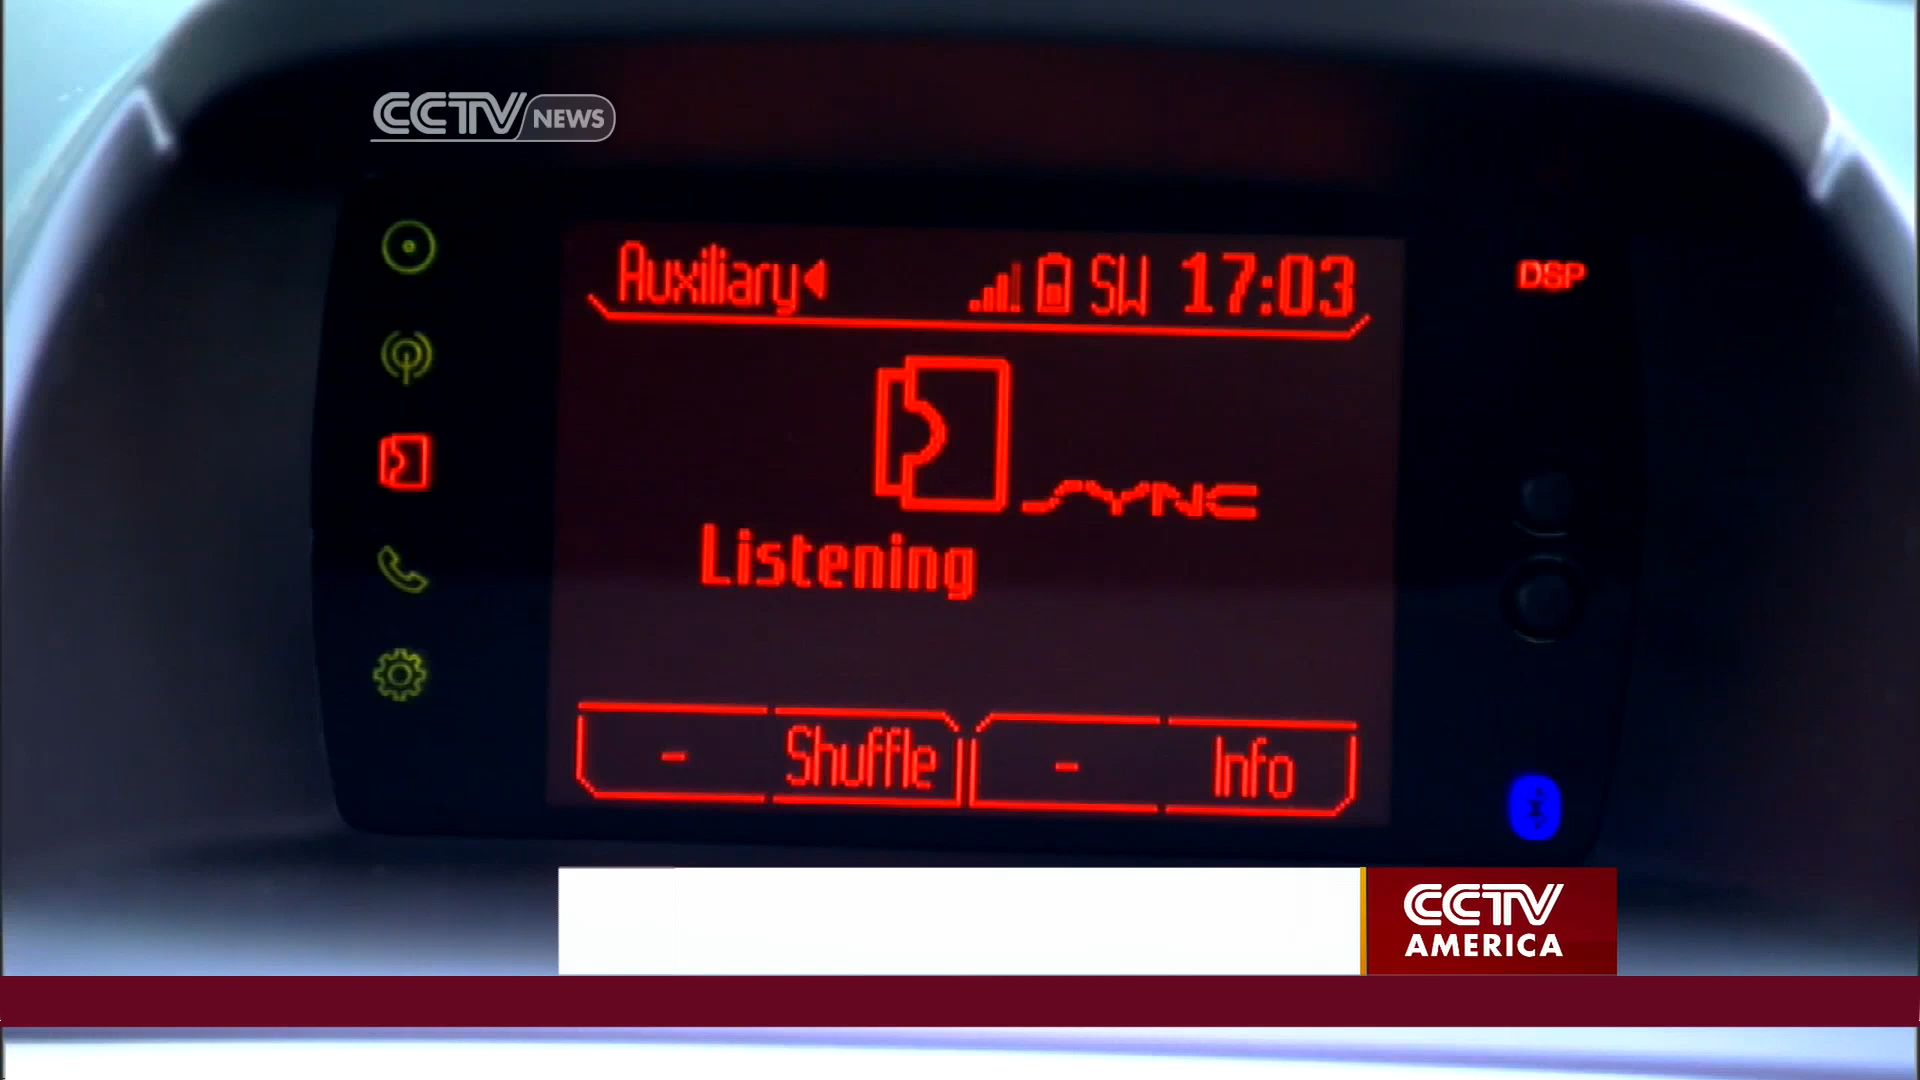 CCTV NEWS
Auxiliary SW 17:03 DSP
SYNC
Listening
- Shuffle - Info
CCTV
AMERICA